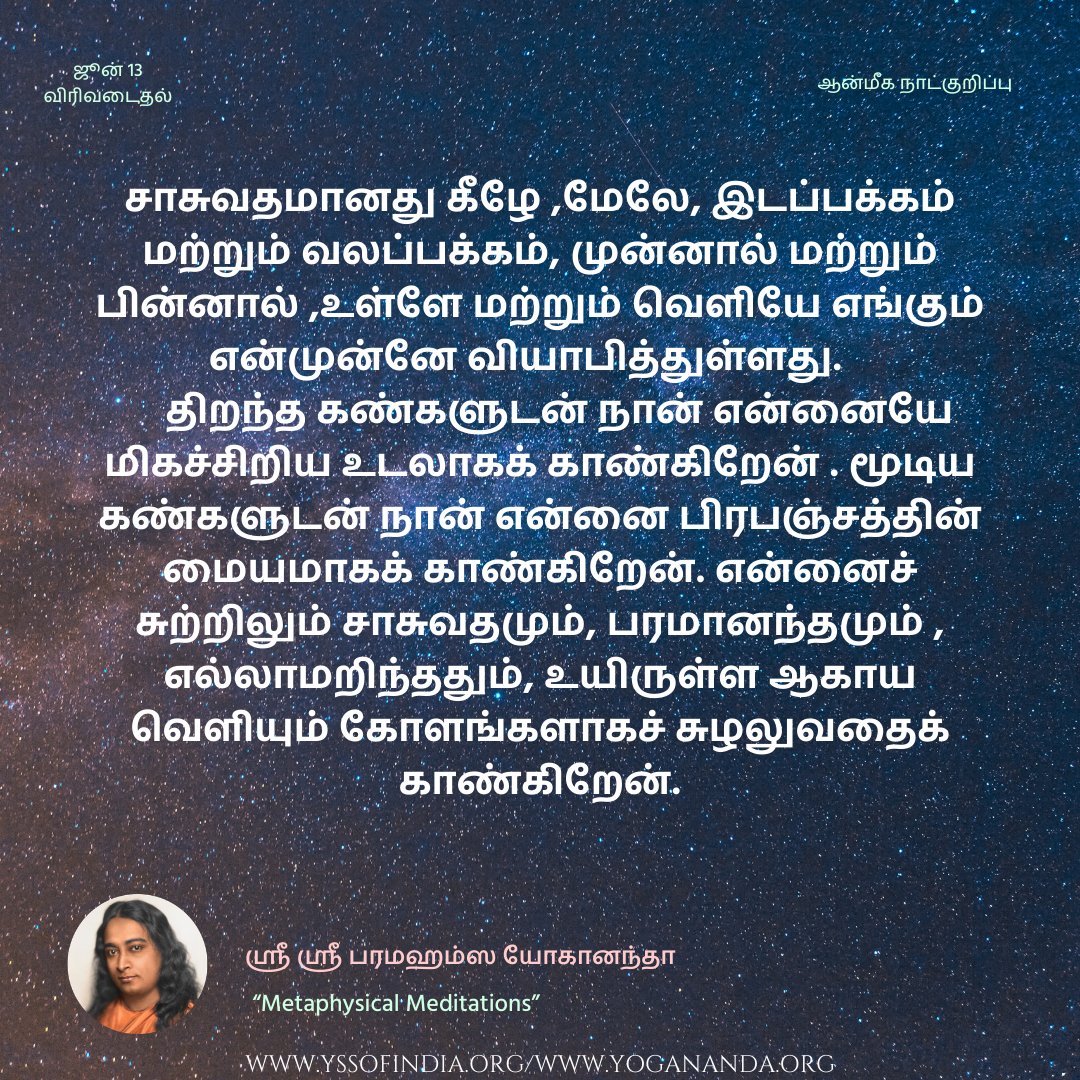 ஜூன் 13
விரிவடைதல்
ஆன்மீக நாட்குறிப்பு
சாசுவதமானது கீழே ,மேலே, இடப்பக்கம்
மற்றும் வலப்பக்கம், முன்னால் மற்றும்
பின்னால் ,உள்ளே மற்றும் வெளியே எங்கும்
என்முன்னே வியாபித்துள்ளது.
திறந்த கண்களுடன் நான் என்னையே
மிகச்சிறிய உடலாகக் காண்கிறேன் . மூடிய
கண்களுடன் நான் என்னை பிரபஞ்சத்தின்
மையமாகக் காண்கிறேன். என்னைச்
சுற்றிலும் சாசுவதமும், பரமானந்தமும் ,
எல்லாமறிந்ததும், உயிருள்ள ஆகாய
வெளியும் கோளங்களாகச் சுழலுவதைக்
காண்கிறேன்.
ஸ்ரீ ஸ்ரீ பரமஹம்ஸ யோகானந்தா
“Metaphysical Meditations”
WWW.YSSOFINDIA.ORG/WWW.YOGANANDA.ORG